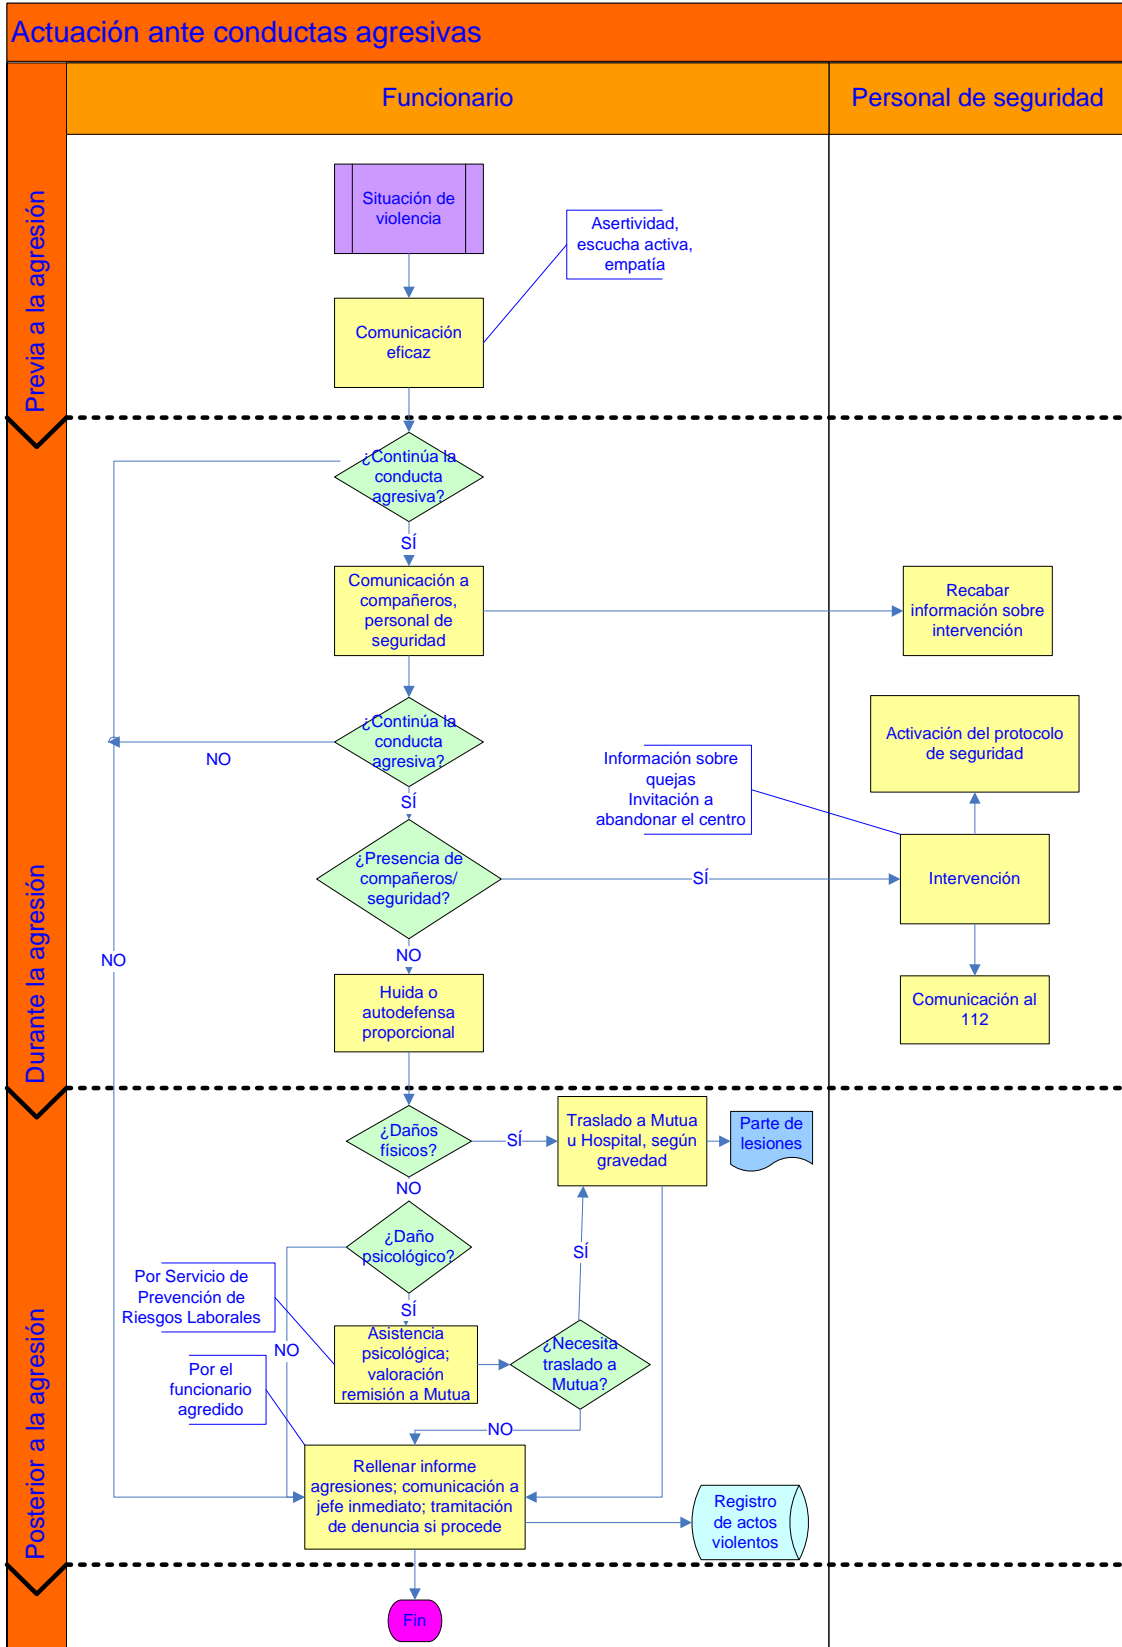 Actuación ante conductas agresivas
Funcionario
Personal de seguridad
Previa a la agresión
Situación de
violencia
Asertividad,
escucha activa,
empatía
Comunicación
eficaz
Durante la agresión
¿Continúa la
conducta
agresiva?
SÍ
Comunicación a
compañeros,
personal de
seguridad
Recabar
información sobre
intervención
¿Continúa la
conducta
agresiva?
NO
SÍ
Información sobre
quejas
Invitación a
abandonar el centro
Activación del protocolo
de seguridad
¿Presencia de
compañeros/
seguridad?
SÍ
Intervención
NO
NO
Huida o
autodefensa
proporcional
Comunicación al
112
Posterior a la agresión
¿Daños
físicos?
SÍ
Traslado a Mutua
u Hospital, según
gravedad
Parte de
lesiones
NO
¿Daño
psicológico?
SÍ
Por Servicio de
Prevención de
Riesgos Laborales
SÍ
NO
Asistencia
psicológica;
valoración
remisión a Mutua
¿Necesita
traslado a
Mutua?
Por el
funcionario
agredido
NO
Rellenar informe
agresiones; comunicación a
jefe inmediato; tramitación
de denuncia si procede
Registro
de actos
violentos
Fin